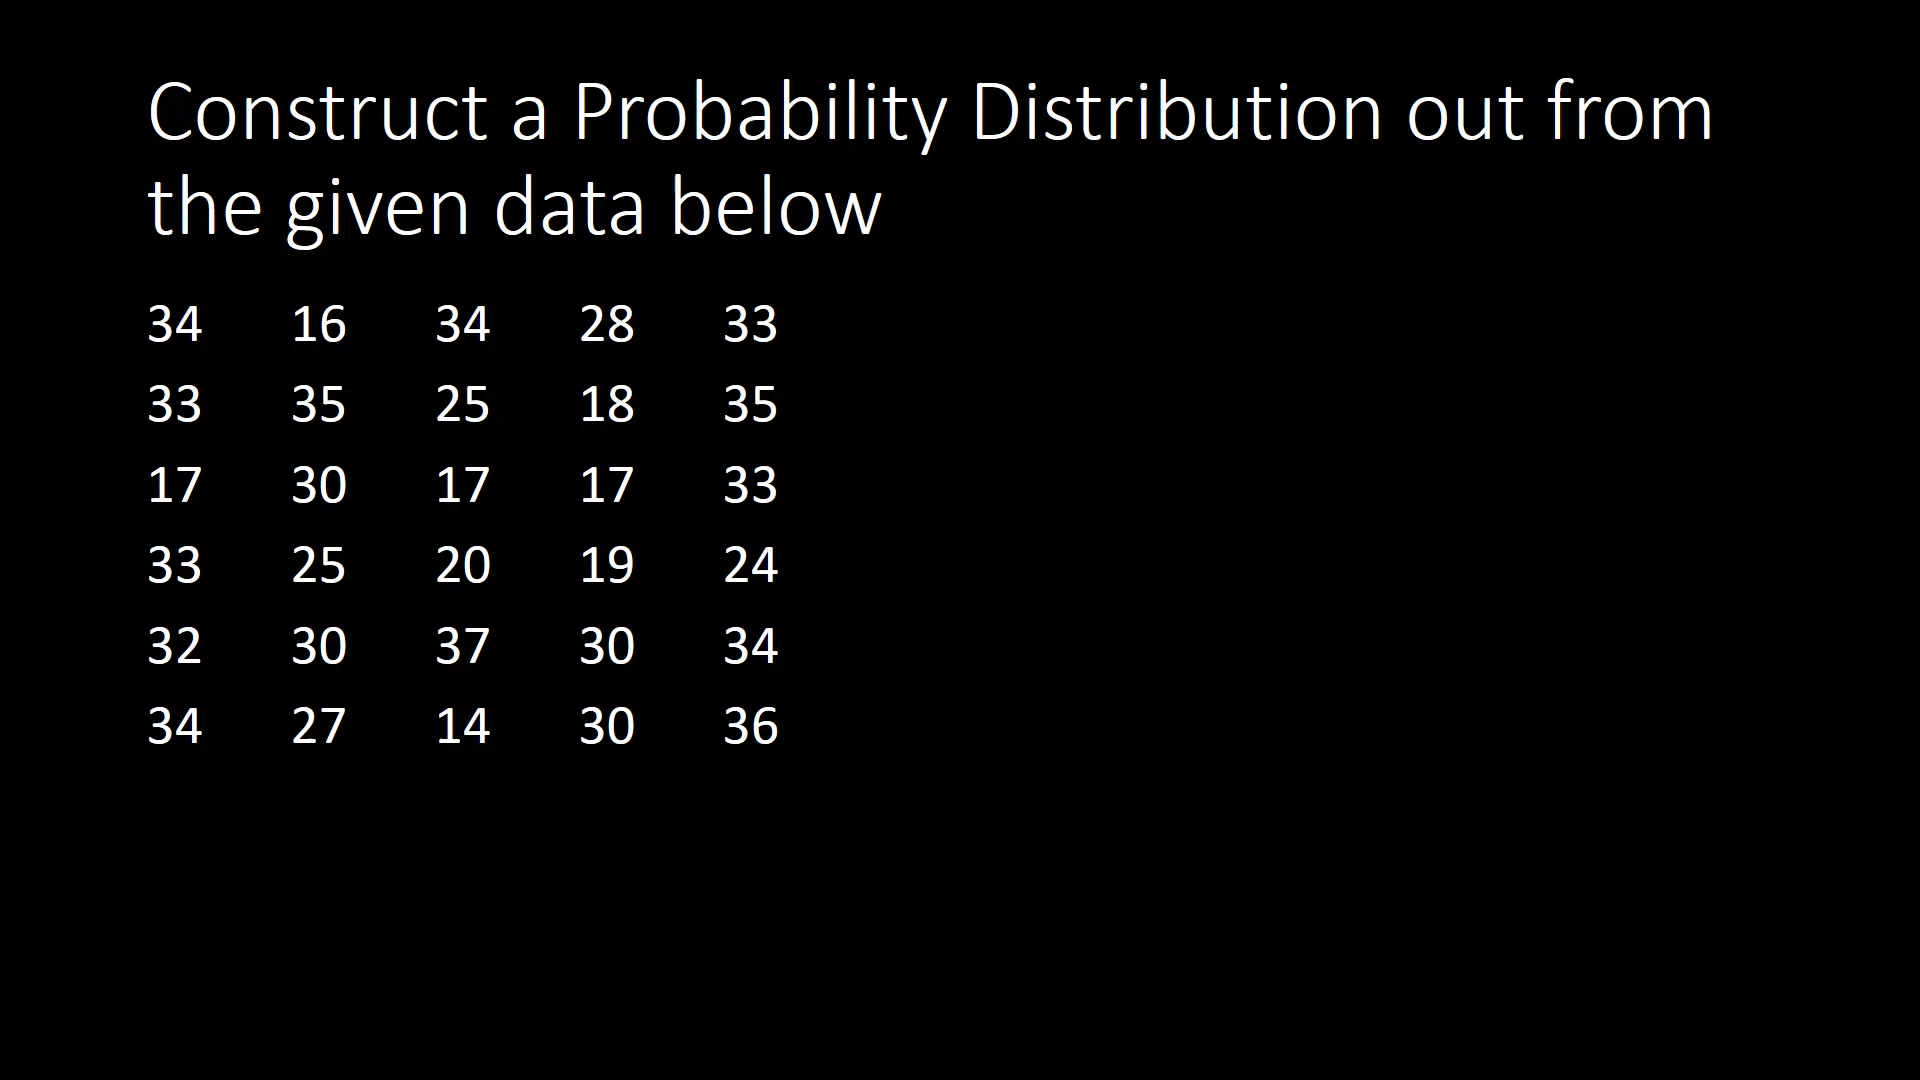 Construct a Probability Distribution out from
the given data below
34 16 34 28 33
33 35 25 18 35
17 30 17 17 33
33 25 20 19 24
32 30 37 30 34
34 27 14 30 36